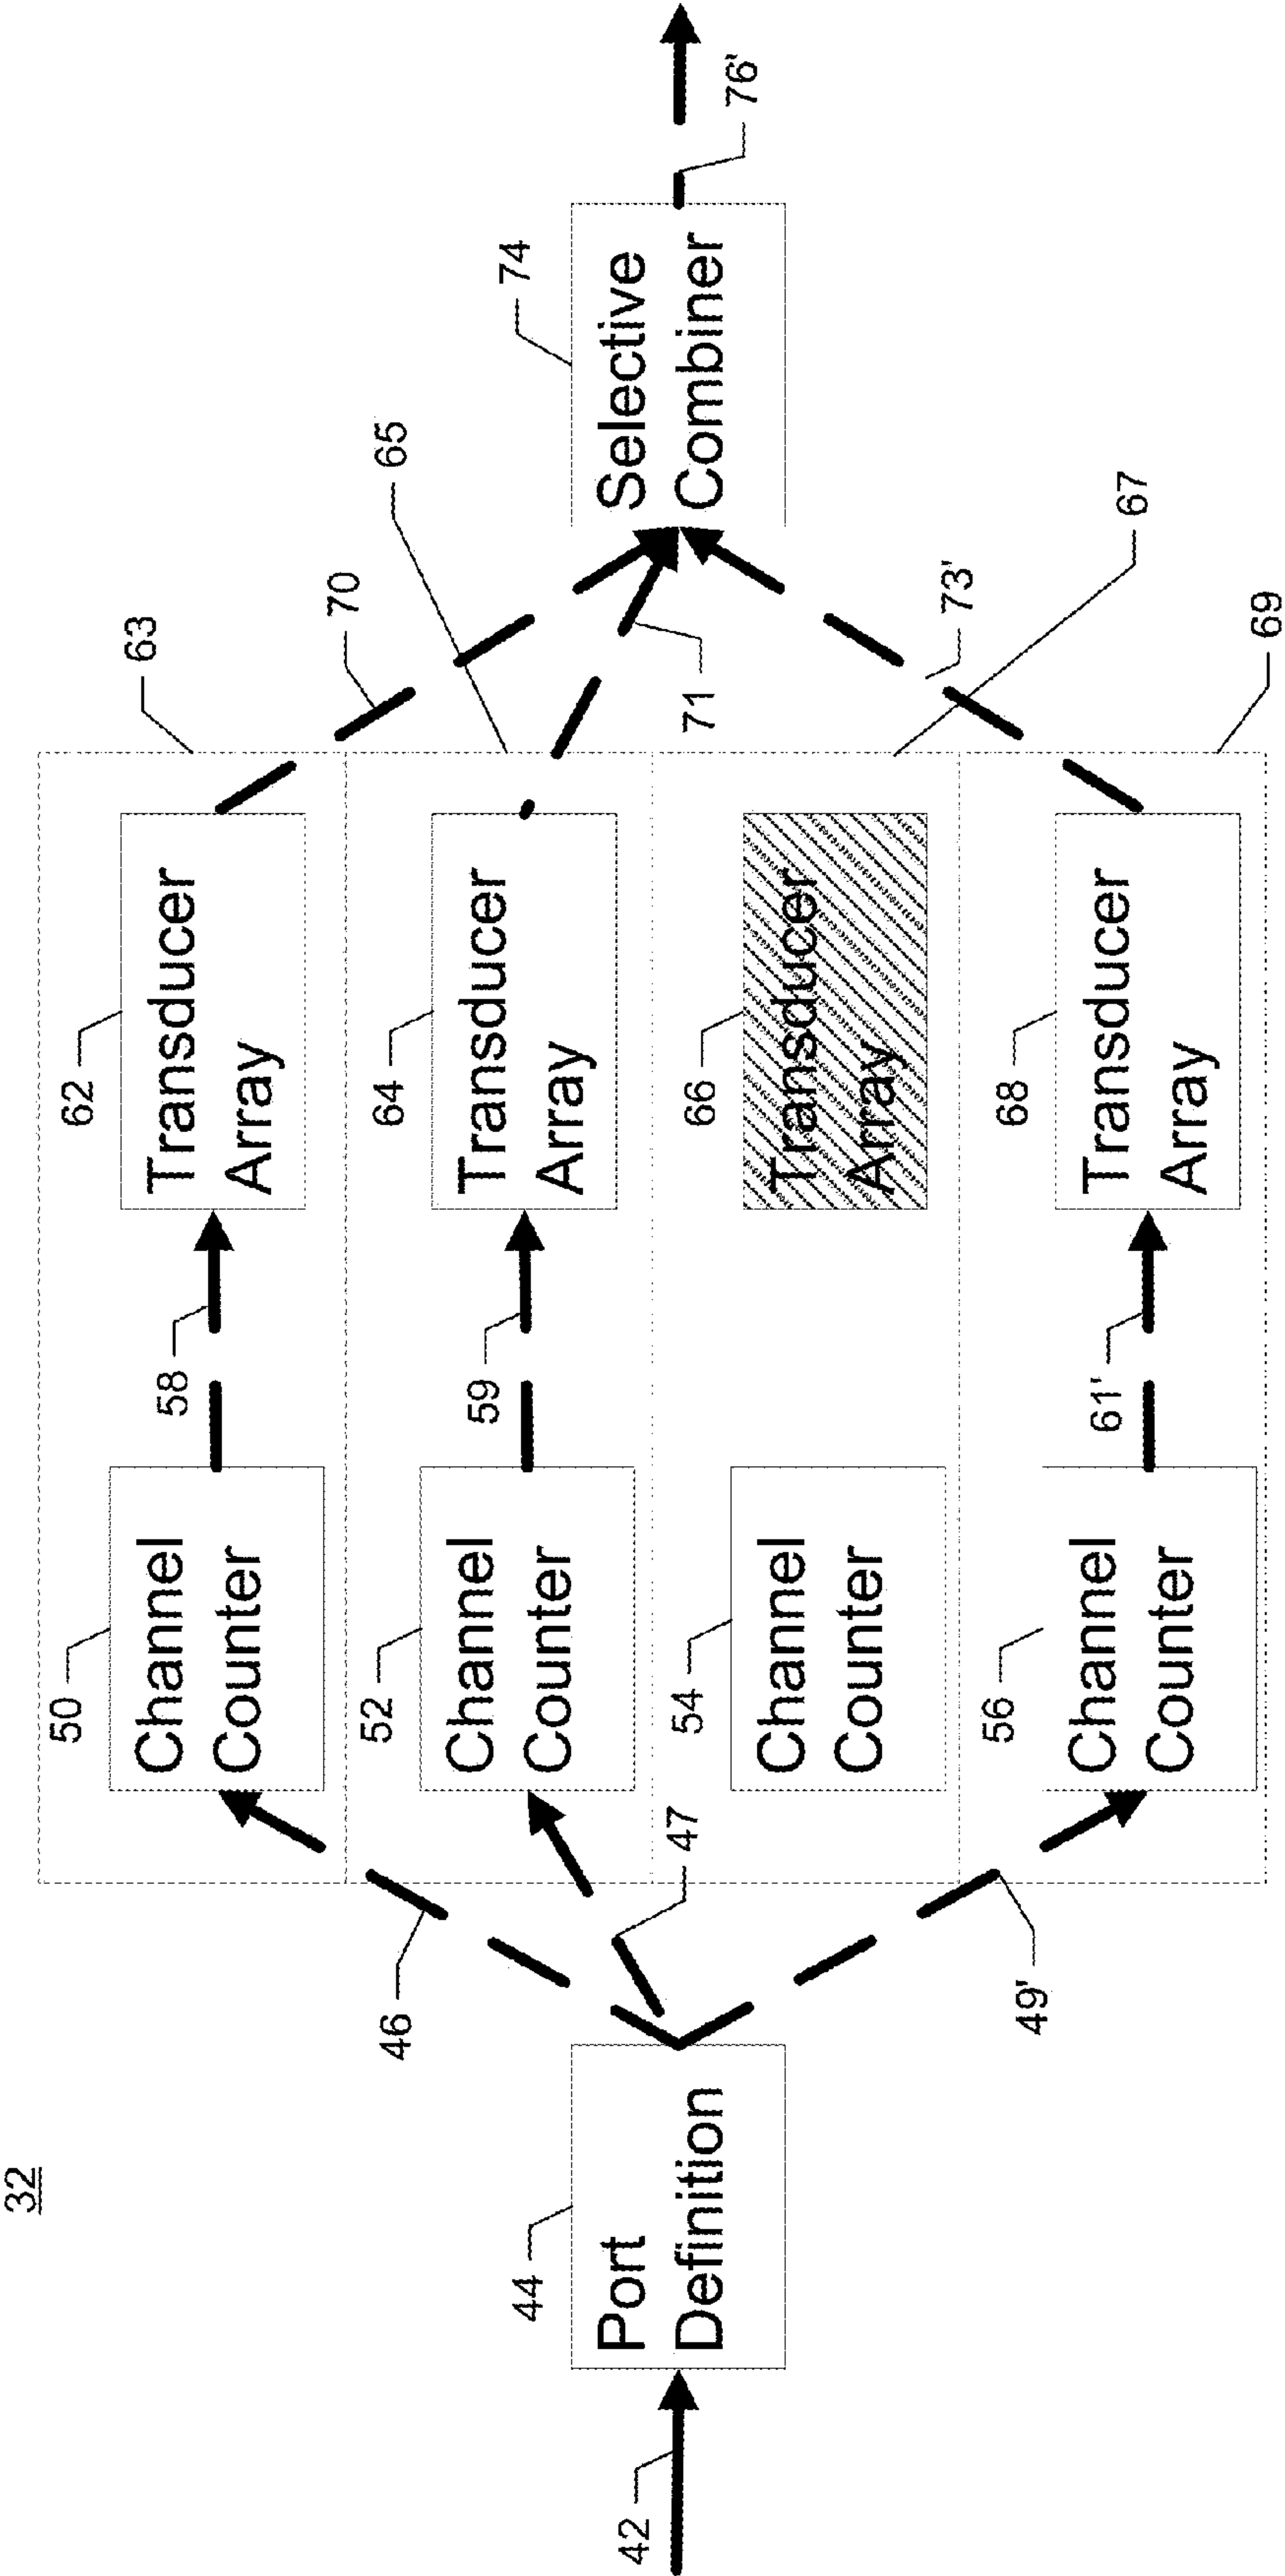 32
42
44
Port
Definition
46
47
49'
50
Channel
Counter
52
Channel
Counter
54
Channel
Counter
56
Channel
Counter
58
59
61'
62
Transducer
Array
64
Transducer
Array
66
Transducer
Array
68
Transducer
Array
63
65
67
69
70
71
73'
74
Selective
Combiner
76'